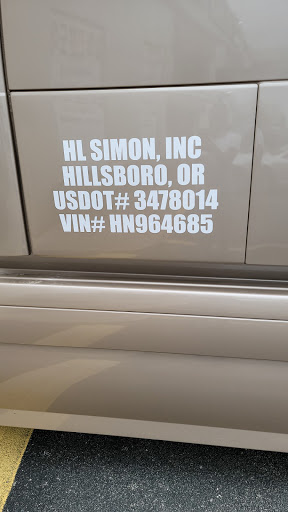 HL SIMON, INC
HILLSBORO, OR
USDOT# 3478014
VIN# HN964685